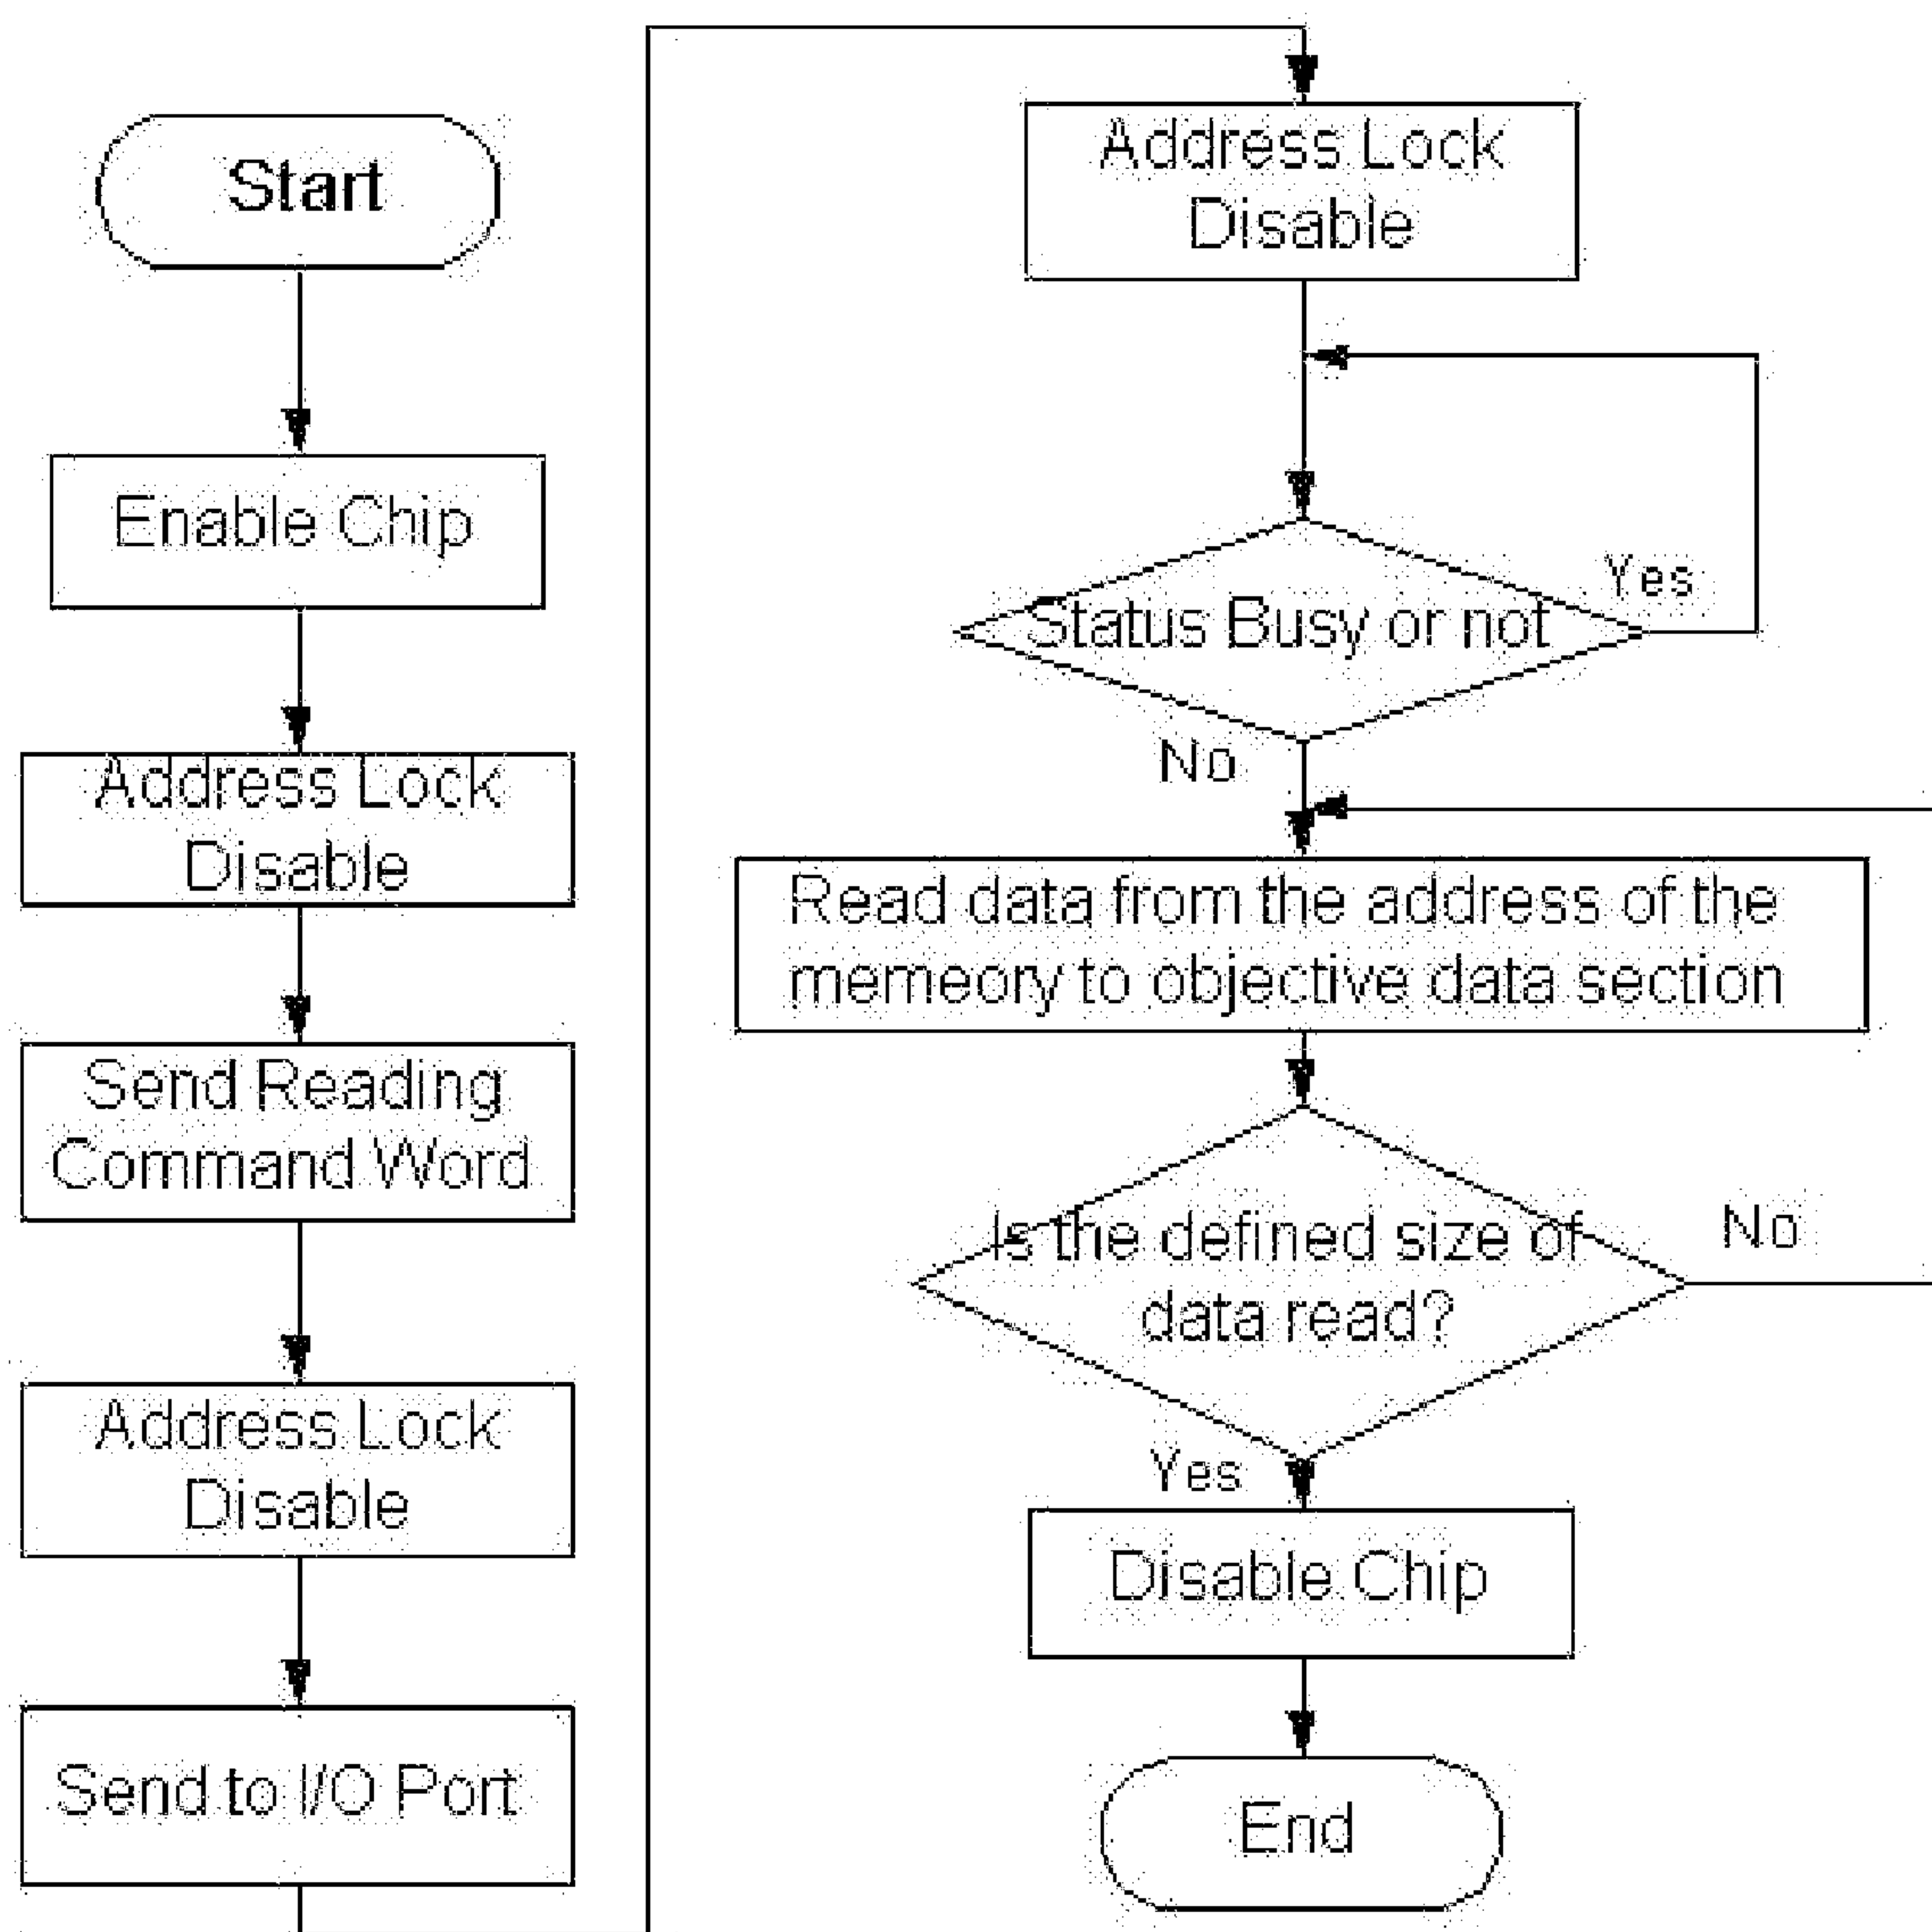 Start
Enable Chip
Address Lock
Disable
Send Reading
Command Word
Address Lock
Disable
Send to I/O Port
Address Lock
Disable
Status Busy or not
Yes
No
Read data from the address of the
memeory to objective data section
Is the defined size of
data read?
No
Yes
Disable Chip
End